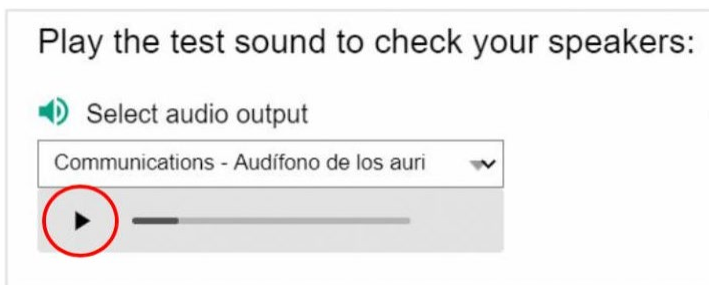 Play the test sound to check your speakers:
Select audio output
Communications - Audífono de los auri